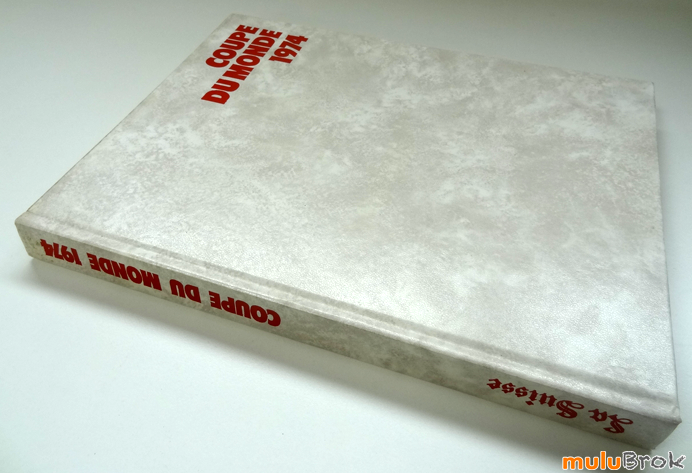 COUPE
DU MONDE
1974
COUPE DU MONDE 1974
La Suisse
muluBrok